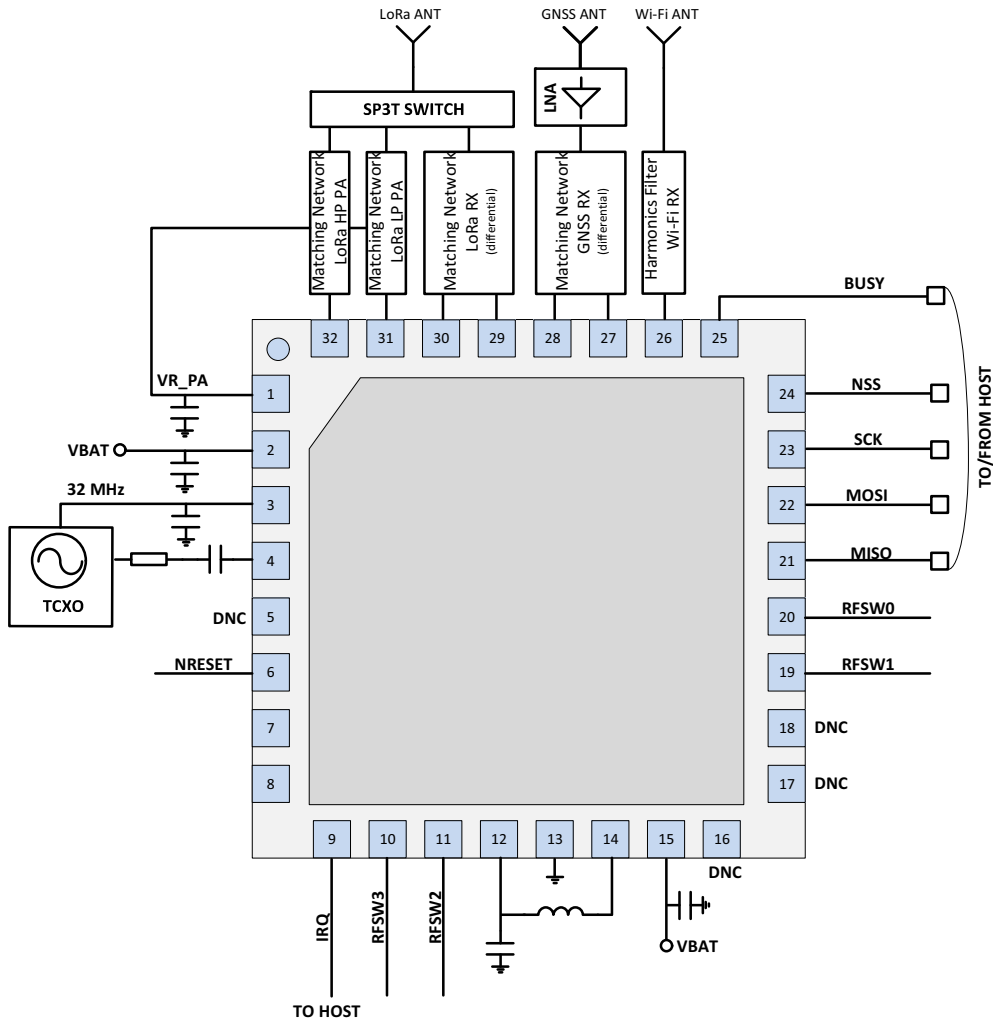 LoRa ANT
GNSS ANT
Wi-Fi ANT
LNA
SP3T SWITCH
Matching Network
LoRa HP PA
Matching Network
LoRa LP PA
Matching Network
LoRa RX
(differential)
Matching Network
GNSS RX
(differential)
Harmonics Filter
Wi-Fi RX
BUSY
32
31
30
29
28
27
26
25
VR_PA
1
24
NSS
VBAT
2
23
SCK
32 MHz
3
22
MOSI
TO/FROM HOST
4
21
MISO
TCXO
DNC
5
20
RFSW0
NRESET
6
19
RFSW1
7
18
DNC
8
17
DNC
9
10
11
12
13
14
15
16
DNC
IRQ
RFSW3
RFSW2
VBAT
TO HOST